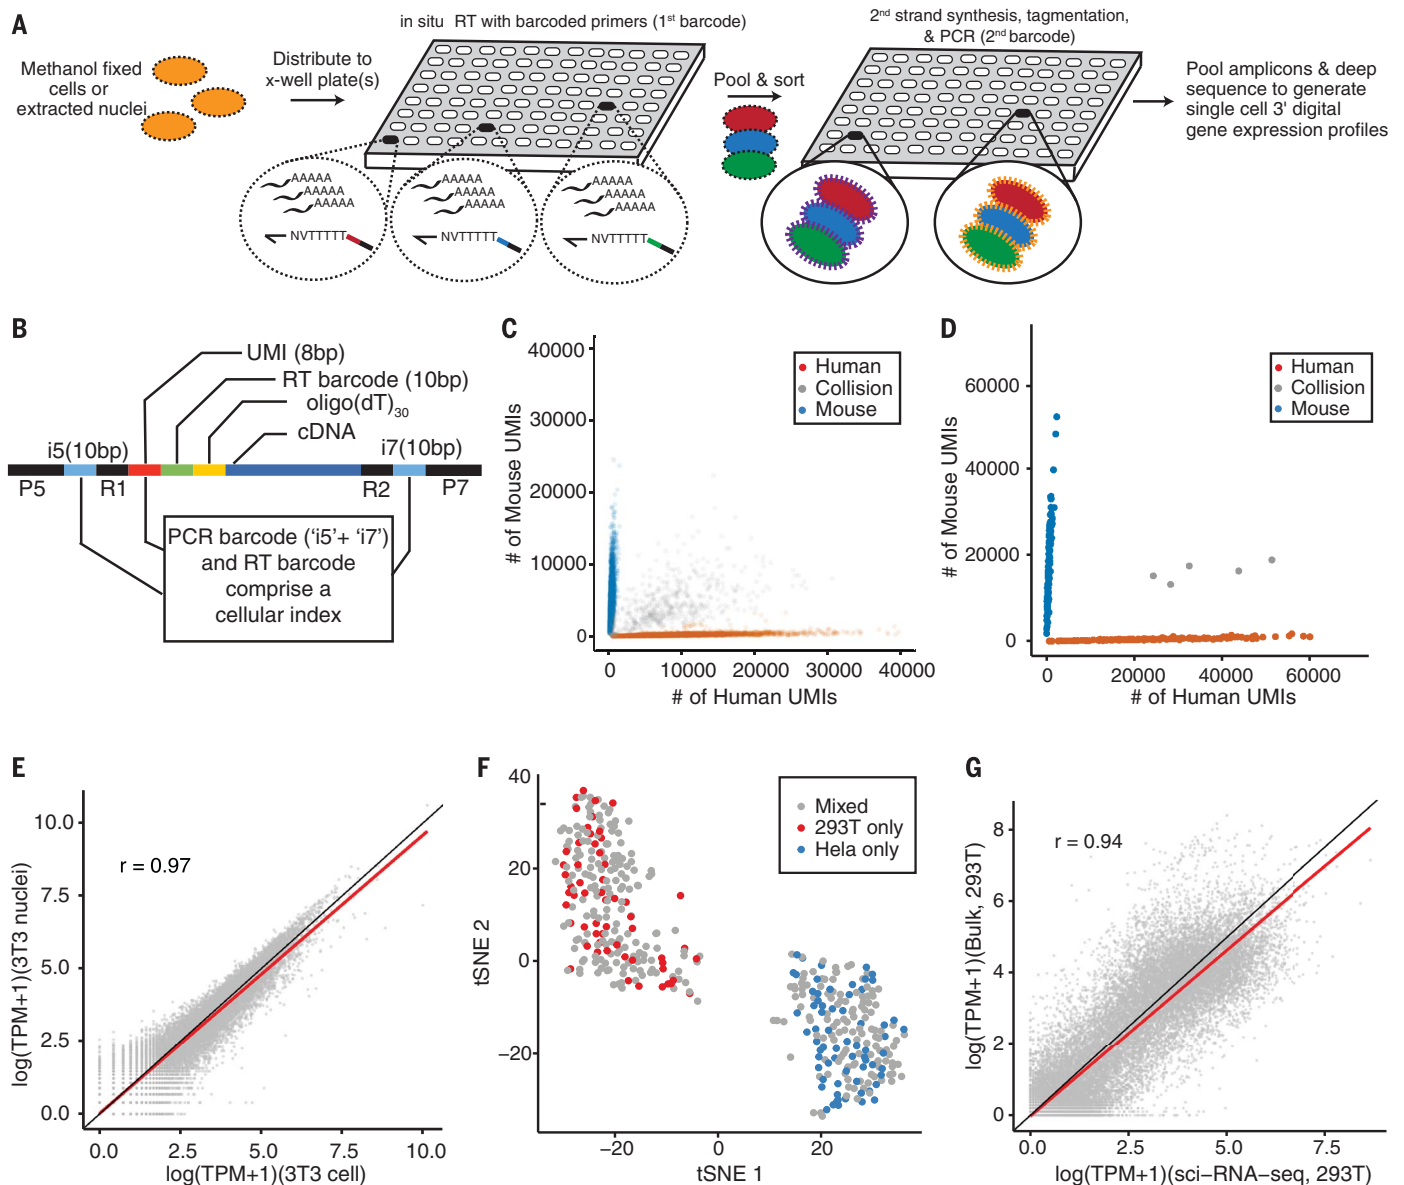 A
Methanol fixed
cells or
extracted nuclei
Distribute to
x-well plate(s)
in situ RT with barcoded primers (1st barcode)
AAAAA
AAAAA
AAAAA
NVTTTTT
AAAAA
AAAAA
AAAAA
NVTTTTT
AAAAA
AAAAA
AAAAA
NVTTTTT
Pool & sort
2nd strand synthesis, tagmentation,
& PCR (2nd barcode)
Pool amplicons & deep
sequence to generate
single cell 3' digital
gene expression profiles
B
UMI (8bp)
RT barcode (10bp)
oligo(dT)30
cDNA
i5(10bp)
i7(10bp)
P5
R1
R2
P7
PCR barcode ('i5'+ 'i7')
and RT barcode
comprise a
cellular index
C
# of Mouse UMIs
40000
30000
20000
10000
0
Human
Collision
Mouse
0 10000 20000 30000 40000
# of Human UMIs
D
# of Mouse UMIs
60000
40000
20000
0
Human
Collision
Mouse
0 20000 40000 60000
# of Human UMIs
E
log(TPM+1)(3T3 nuclei)
10.0
7.5
5.0
2.5
0.0
r = 0.97
0.0 2.5 5.0 7.5 10.0
log(TPM+1)(3T3 cell)
F
tSNE 2
40
20
0
−20
Mixed
293T only
Hela only
−20 0 20
tSNE 1
G
log(TPM+1)(Bulk, 293T)
8
6
4
2
0
r = 0.94
0.0 2.5 5.0 7.5
log(TPM+1)(sci−RNA−seq, 293T)